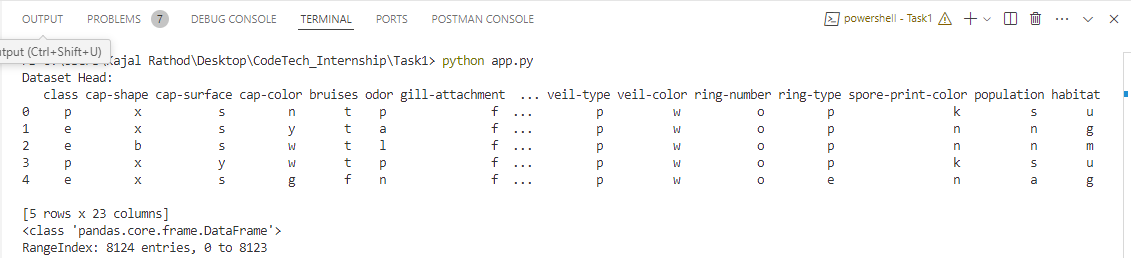 OUTPUT PROBLEMS 7 DEBUG CONSOLE TERMINAL PORTS POSTMAN CONSOLE powershell - Task1
utput (Ctrl+Shift+U)
Kajal Rathod\Desktop\CodeTech_Internship\Task1> python app.py
Dataset Head:
class cap-shape cap-surface cap-color bruises odor gill-attachment ... veil-type veil-color ring-number ring-type spore-print-color population habitat
0 p x s n t p f ... p w o p k s u
1 e x s y t a f ... p w o p n n g
2 e b s w t l f ... p w o p n n m
3 p x y w t p f ... p w o p k s u
4 e x s g f n f ... p w o e n a g
[5 rows x 23 columns]
<class 'pandas.core.frame.DataFrame'>
RangeIndex: 8124 entries, 0 to 8123